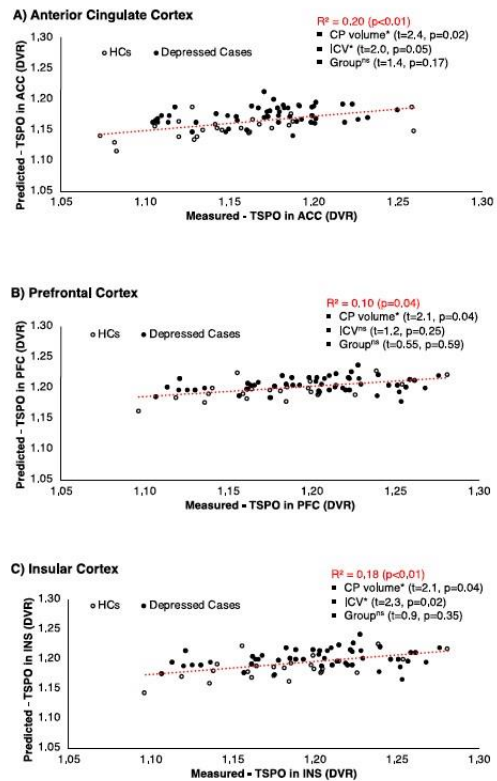 A) Anterior Cingulate Cortex
R² = 0,20 (p<0,01)
CP volume* (t=2,4, p=0,02)
ICV* (t=2,0, p=0,05)
Groupⁿˢ (t=1,4, p=0,17)
HCs
Depressed Cases
1,30
1,25
1,20
1,15
1,10
1,05
Predicted - TSPO in ACC (DVR)
1,05 1,10 1,15 1,20 1,25 1,30
Measured - TSPO in ACC (DVR)
B) Prefrontal Cortex
R² = 0,10 (p=0,04)
CP volume* (t=2,1, p=0,04)
ICVⁿˢ (t=1,2, p=0,25)
Groupⁿˢ (t=0,55, p=0,59)
HCs
Depressed Cases
1,30
1,25
1,20
1,15
1,10
1,05
Predicted - TSPO in PFC (DVR)
1,05 1,10 1,15 1,20 1,25 1,30
Measured - TSPO in PFC (DVR)
C) Insular Cortex
R² = 0,18 (p<0,01)
CP volume* (t=2,1, p=0,04)
ICV* (t=2,3, p=0,02)
Groupⁿˢ (t=0,9, p=0,35)
HCs
Depressed Cases
1,30
1,25
1,20
1,15
1,10
1,05
Predicted - TSPO in INS (DVR)
1,05 1,10 1,15 1,20 1,25 1,30
Measured - TSPO in INS (DVR)